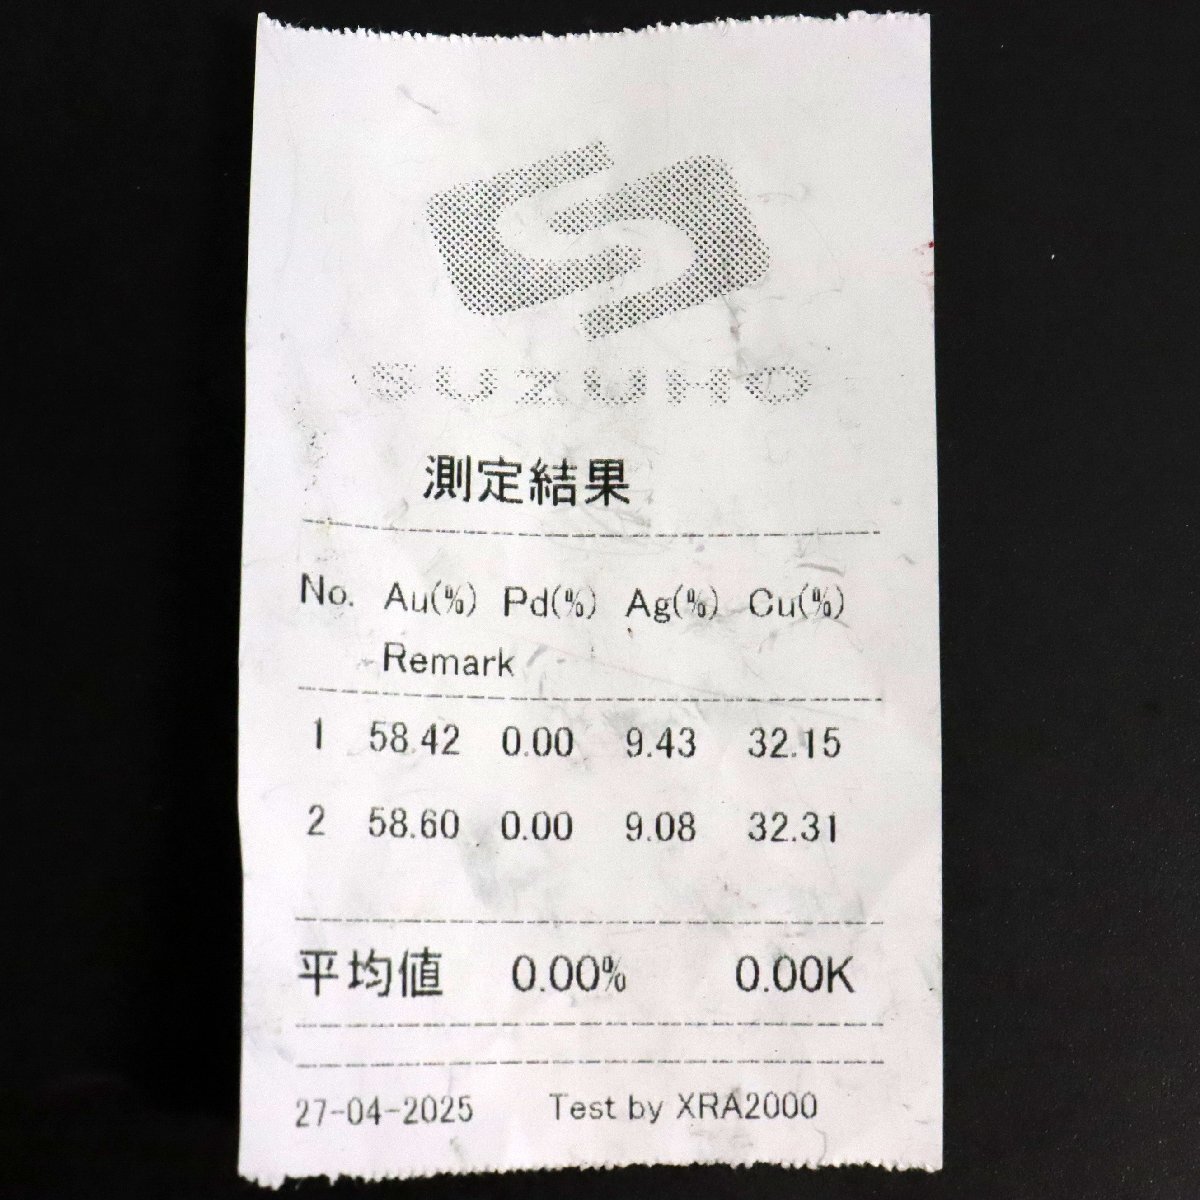 SUZUHO
測定結果
No. Au(%) Pd(%) Ag(%) Cu(%)
Remark
1 58.42 0.00 9.43 32.15
2 58.60 0.00 9.08 32.31
平均値 0.00% 0.00K
27-04-2025 Test by XRA2000